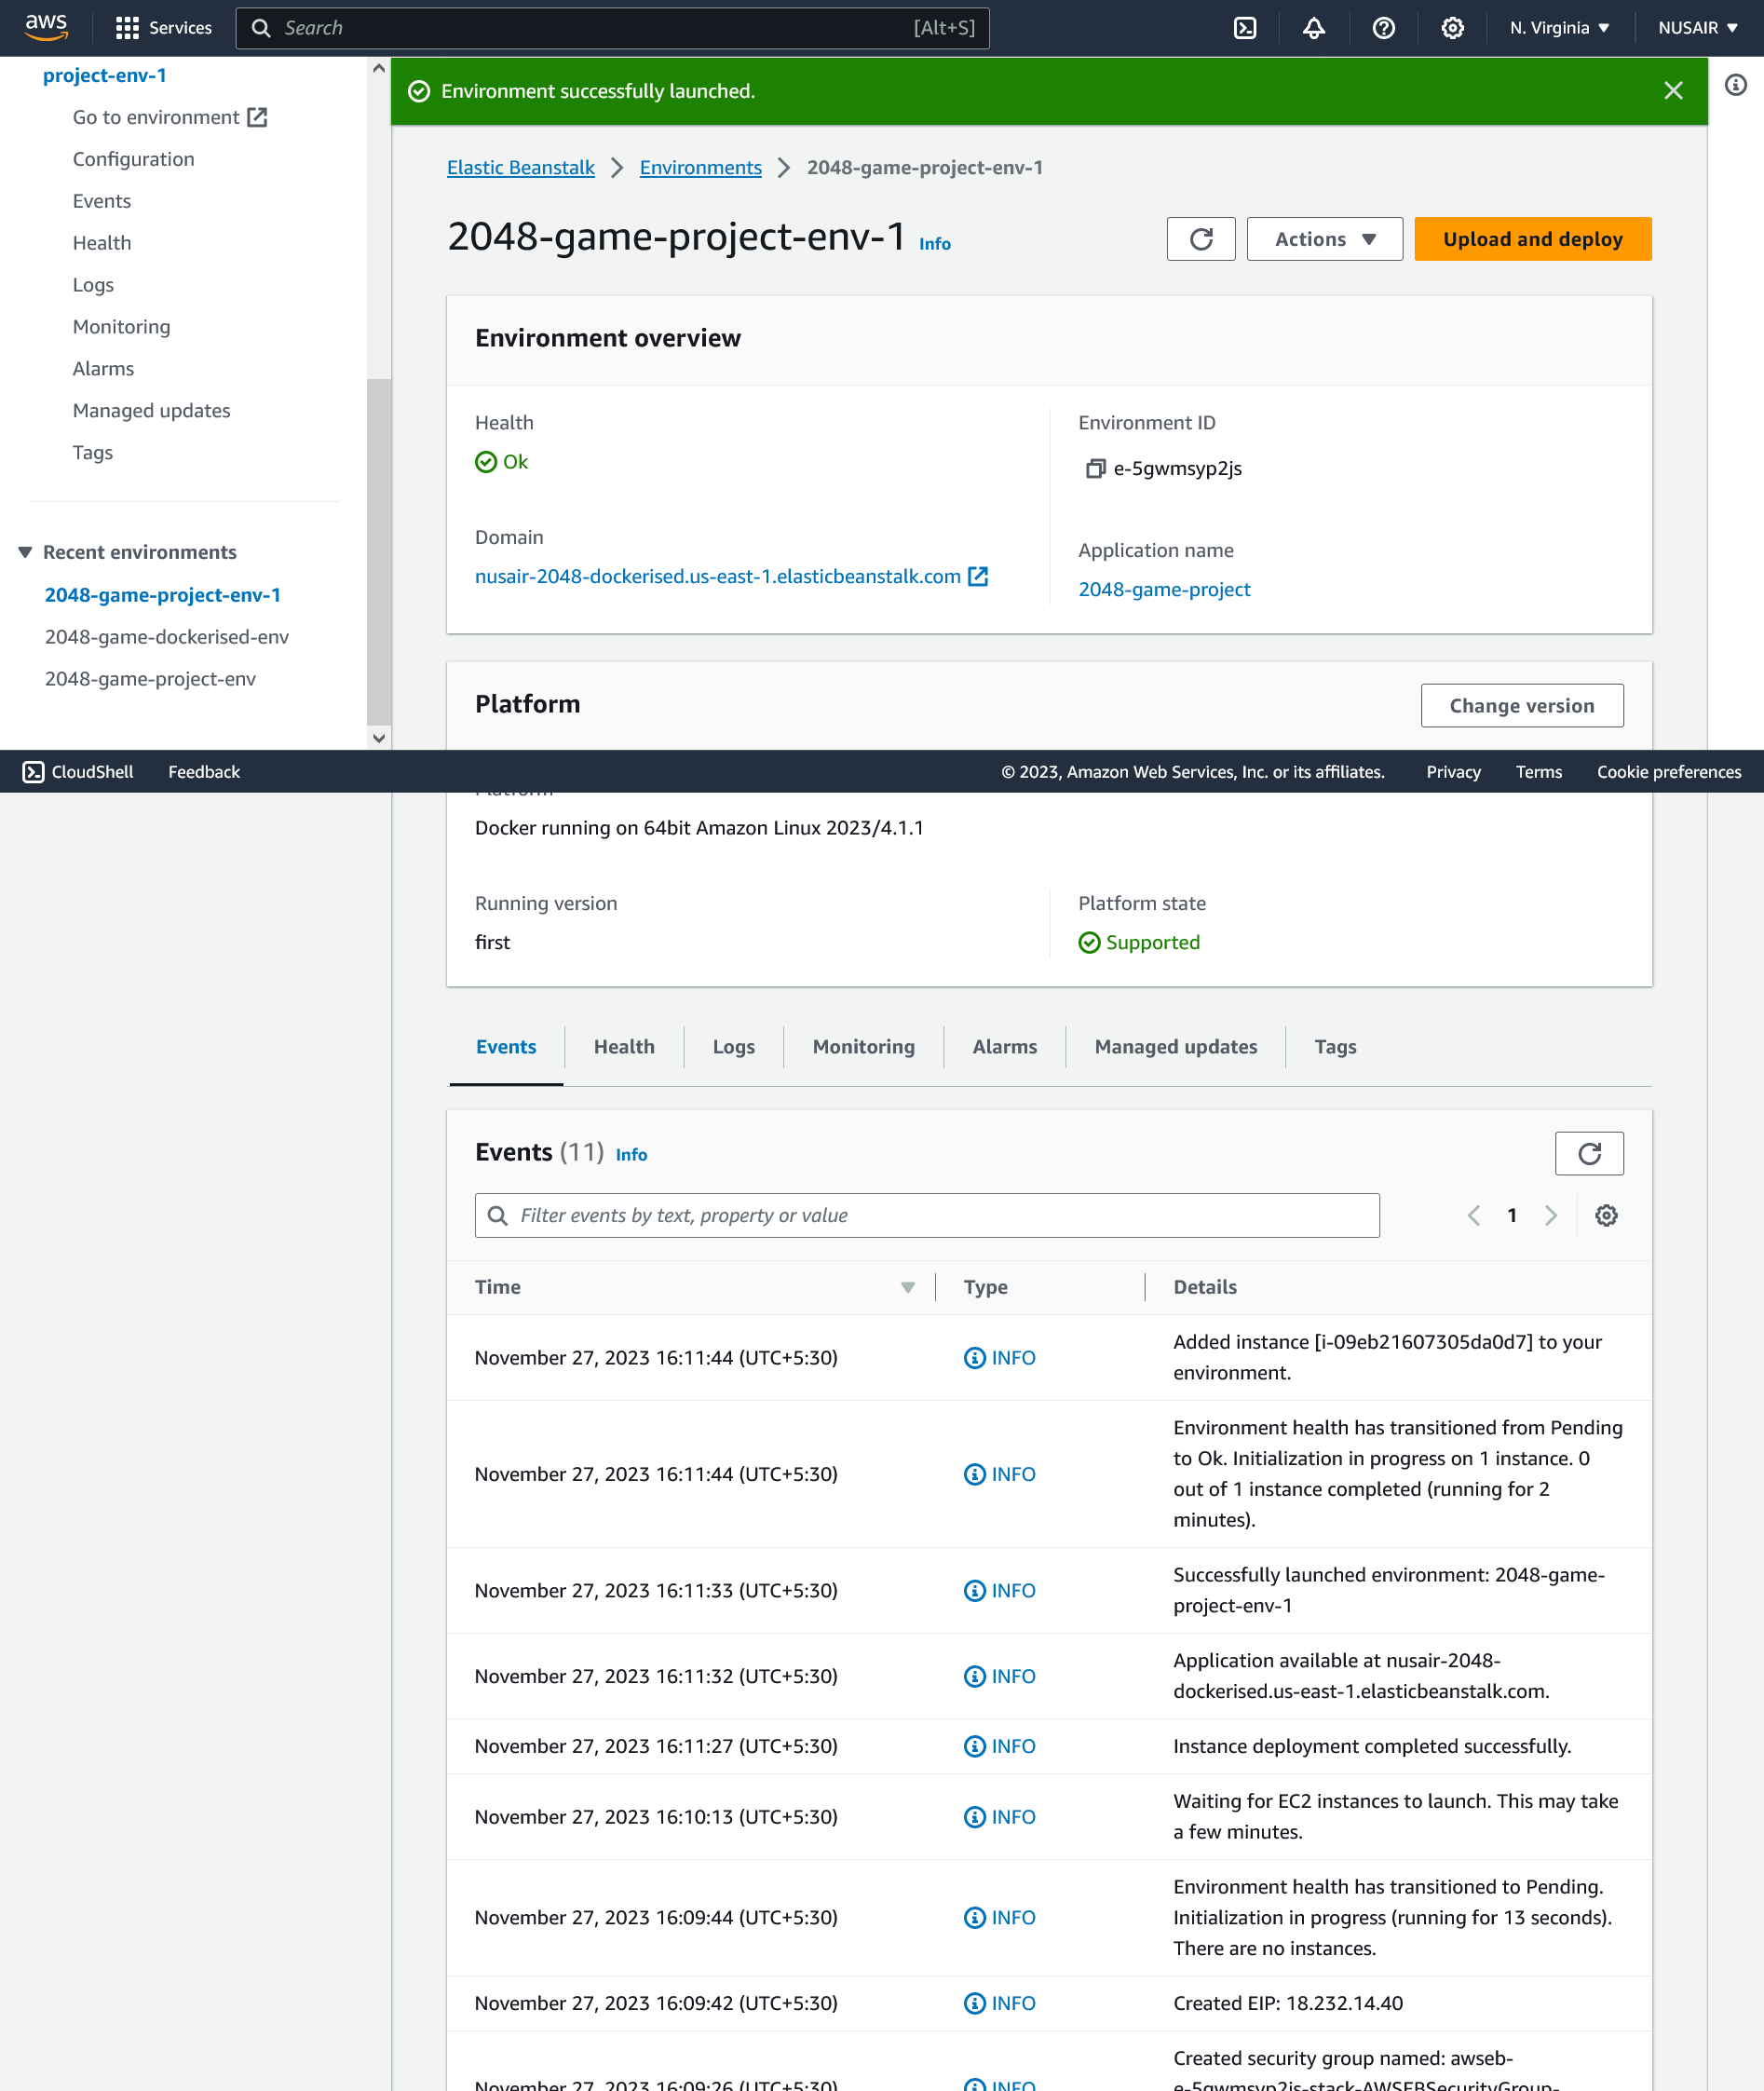 aws
Services
Search
[Alt+S]
N. Virginia
NUSAIR
project-env-1
Go to environment
Configuration
Events
Health
Logs
Monitoring
Alarms
Managed updates
Tags
Recent environments
2048-game-project-env-1
2048-game-dockerised-env
2048-game-project-env
Environment successfully launched.
Elastic Beanstalk
Environments
2048-game-project-env-1
2048-game-project-env-1 Info
Actions
Upload and deploy
Environment overview
Health
Ok
Environment ID
e-5gwmsyp2js
Domain
nusair-2048-dockerised.us-east-1.elasticbeanstalk.com
Application name
2048-game-project
Platform
Change version
CloudShell
Feedback
© 2023, Amazon Web Services, Inc. or its affiliates.
Privacy
Terms
Cookie preferences
Platform
Docker running on 64bit Amazon Linux 2023/4.1.1
Running version
first
Platform state
Supported
Events
Health
Logs
Monitoring
Alarms
Managed updates
Tags
Events (11) Info
Filter events by text, property or value
1
Time
Type
Details
November 27, 2023 16:11:44 (UTC+5:30)
INFO
Added instance [i-09eb21607305da0d7] to your
environment.
November 27, 2023 16:11:44 (UTC+5:30)
INFO
Environment health has transitioned from Pending
to Ok. Initialization in progress on 1 instance. 0
out of 1 instance completed (running for 2
minutes).
November 27, 2023 16:11:33 (UTC+5:30)
INFO
Successfully launched environment: 2048-game-
project-env-1
November 27, 2023 16:11:32 (UTC+5:30)
INFO
Application available at nusair-2048-
dockerised.us-east-1.elasticbeanstalk.com.
November 27, 2023 16:11:27 (UTC+5:30)
INFO
Instance deployment completed successfully.
November 27, 2023 16:10:13 (UTC+5:30)
INFO
Waiting for EC2 instances to launch. This may take
a few minutes.
November 27, 2023 16:09:44 (UTC+5:30)
INFO
Environment health has transitioned to Pending.
Initialization in progress (running for 13 seconds).
There are no instances.
November 27, 2023 16:09:42 (UTC+5:30)
INFO
Created EIP: 18.232.14.40
November 27, 2023 16:09:26 (UTC+5:30)
INFO
Created security group named: awseb-
e-5gwmsyp2js-stack-AWSEBSecurityGroup-